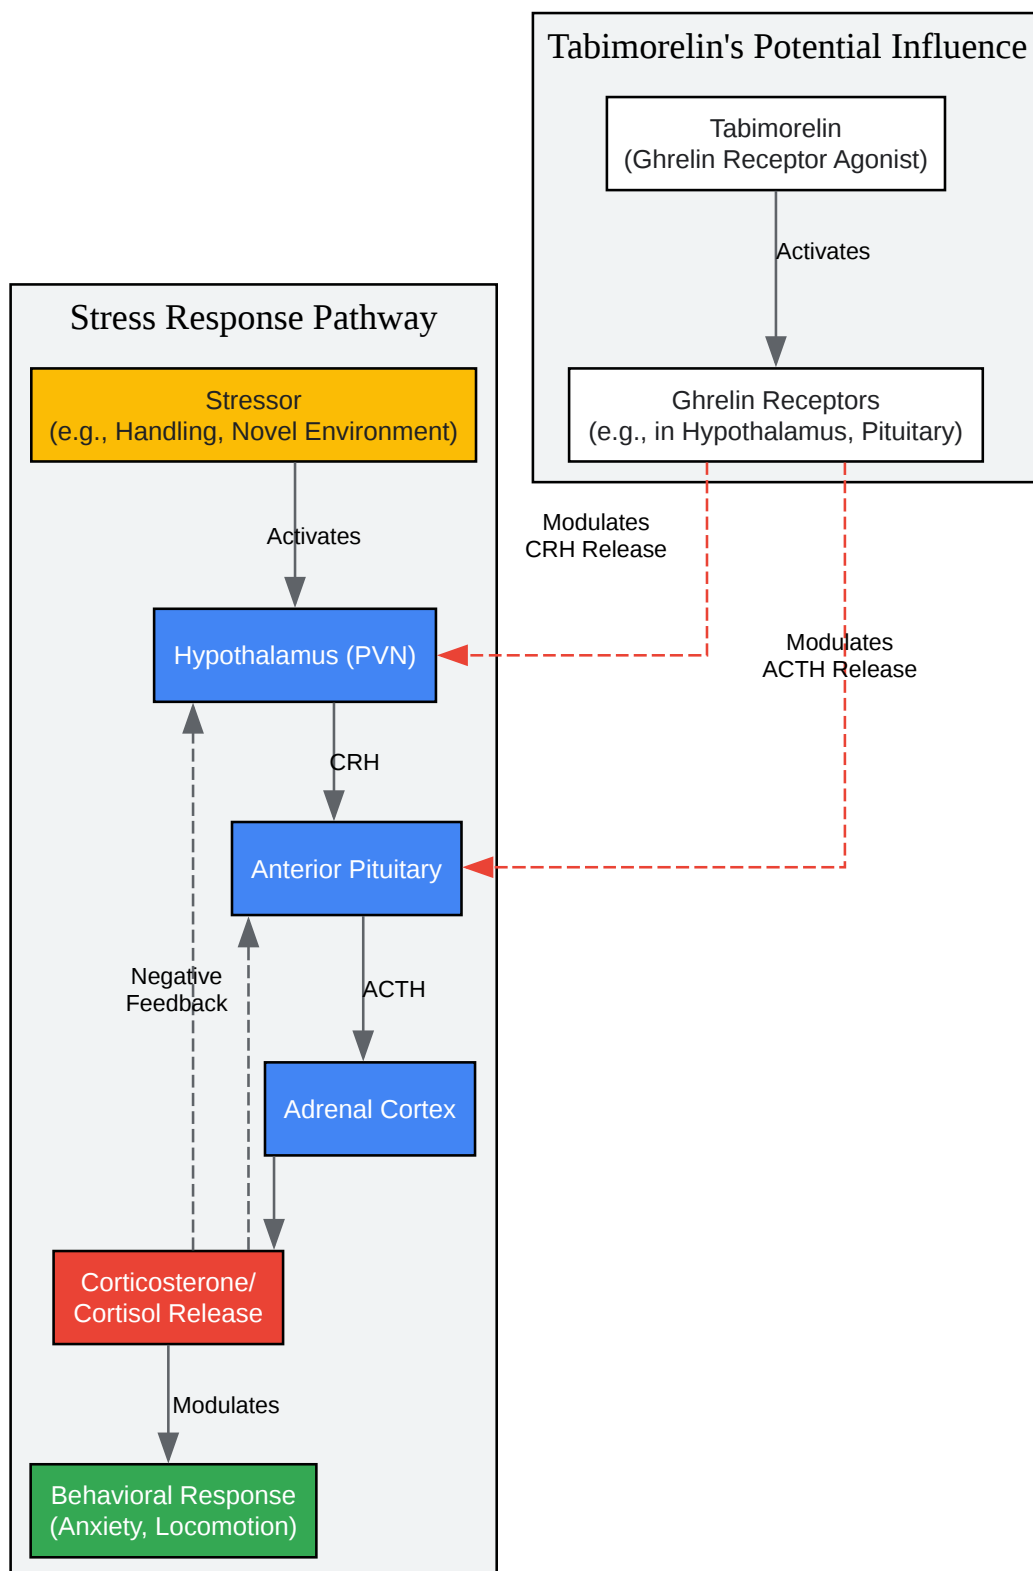 Tabimorelin's Potential Influence
Tabimorelin
(Ghrelin Receptor Agonist)
Activates
Ghrelin Receptors
(e.g., in Hypothalamus, Pituitary)
Modulates
CRH Release
Modulates
ACTH Release
Stress Response Pathway
Stressor
(e.g., Handling, Novel Environment)
Activates
Hypothalamus (PVN)
CRH
Anterior Pituitary
Negative
Feedback
ACTH
Adrenal Cortex
Corticosterone/
Cortisol Release
Modulates
Behavioral Response
(Anxiety, Locomotion)